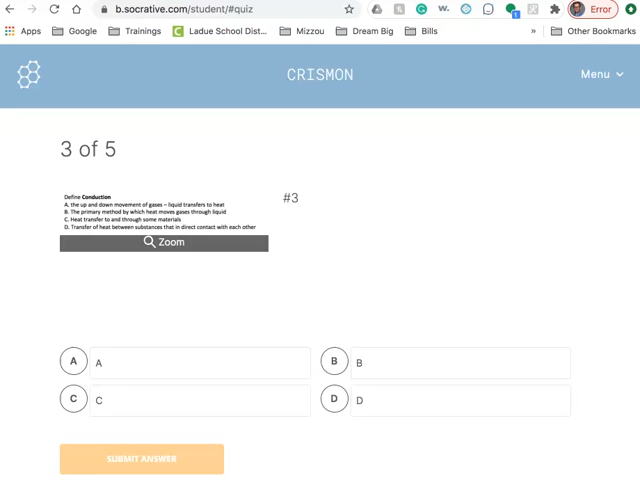 b.socrative.com/student/#quiz
Error
Apps
Google
Trainings
Ladue School Dist...
Mizzou
Dream Big
Bills
»
Other Bookmarks
CRISMON
Menu
3 of 5
Define Conduction
A. the up and down movement of gases – liquid transfers to heat
B. The primary method by which heat moves gases through liquid
C. Heat transfer to and through some materials
D. Transfer of heat between substances that in direct contact with each other
Zoom
#3
A A
B B
C C
D D
SUBMIT ANSWER